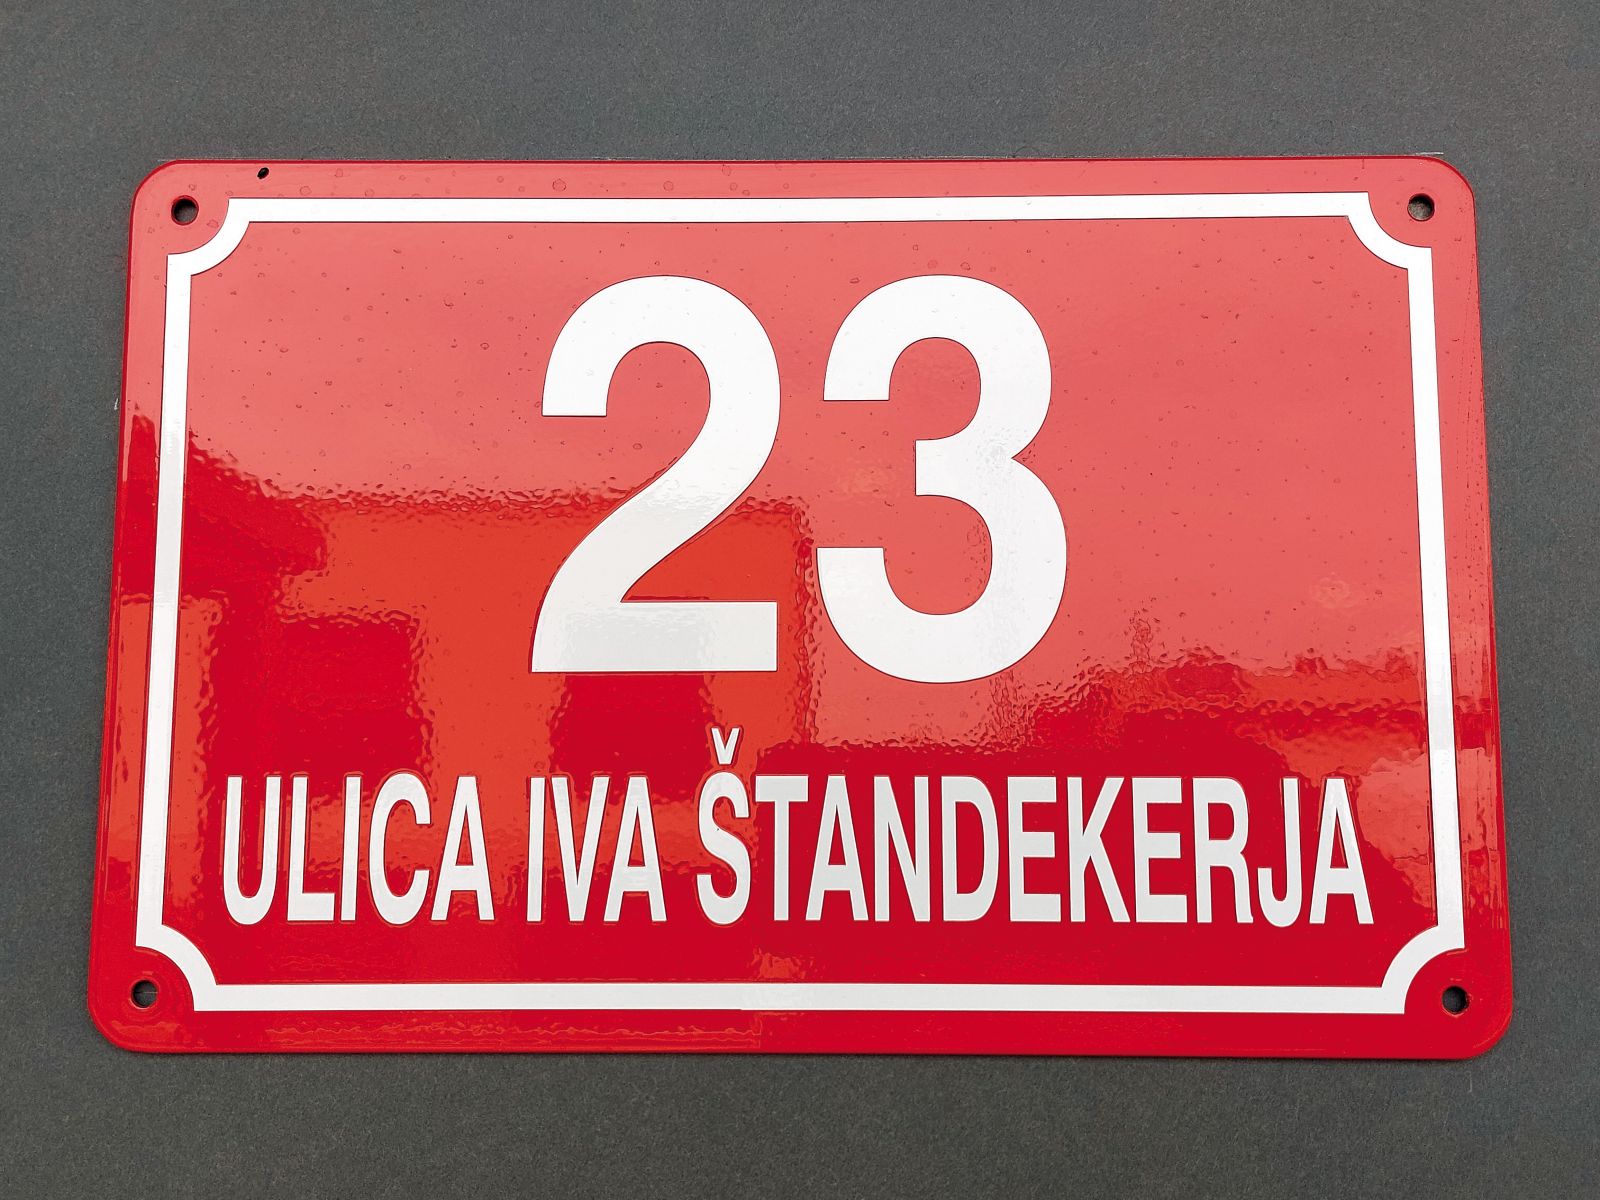 23
ULICA IVA ŠTANDEKERJA